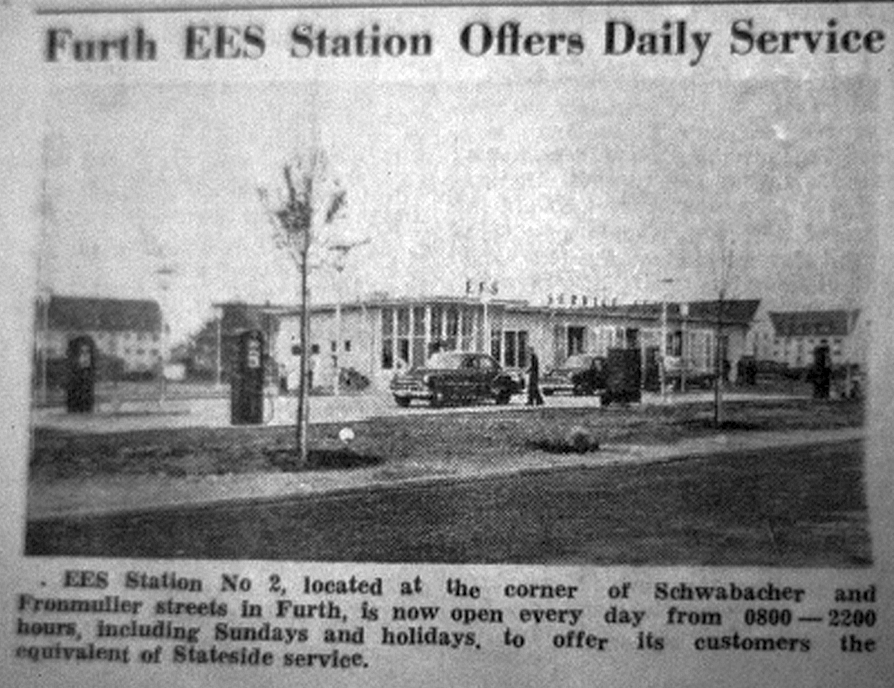 Furth EES Station Offers Daily Service
EES
SERVICE
. EES Station No 2, located at the corner of Schwabacher and
Fronmuller streets in Furth, is now open every day from 0800 — 2200
hours, including Sundays and holidays, to offer its customers the
equivalent of Stateside service.